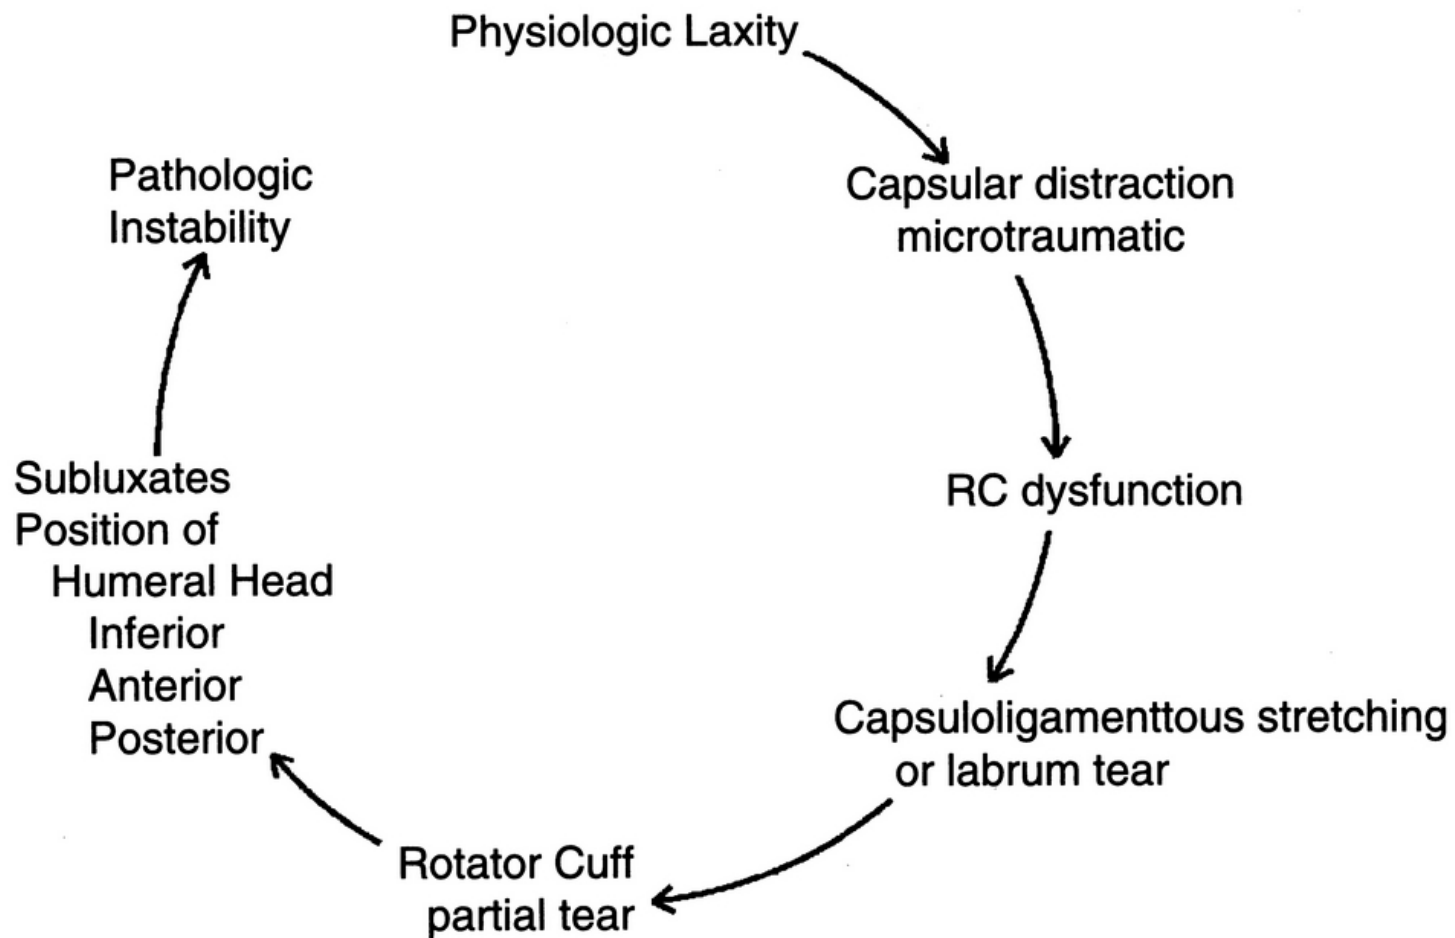 Physiologic Laxity
Capsular distraction
microtraumatic
RC dysfunction
Capsuloligamenttous stretching
or labrum tear
Rotator Cuff
partial tear
Subluxates
Position of
Humeral Head
Inferior
Anterior
Posterior
Pathologic
Instability